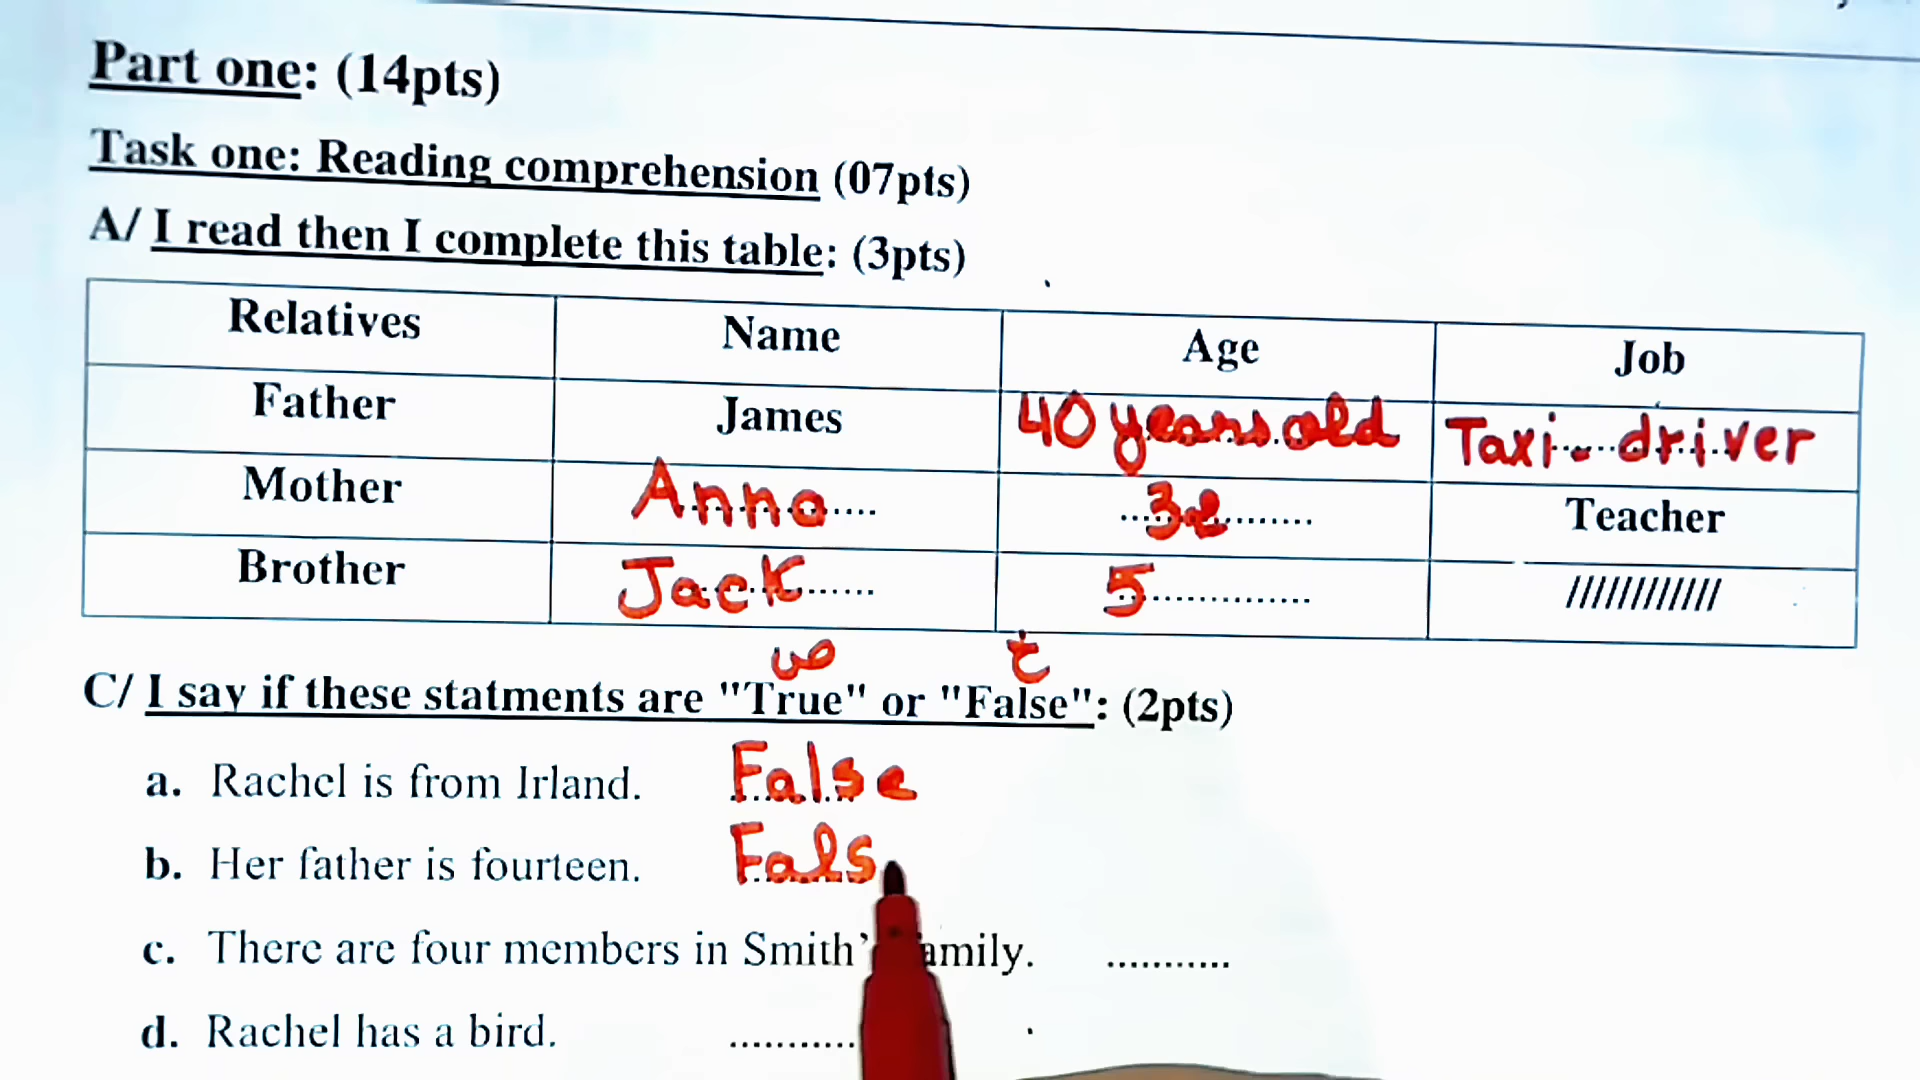 Part one: (14pts)
Task one: Reading comprehension (07pts)
A/ I read then I complete this table: (3pts)
Relatives Name Age Job
Father James 40 years old Taxi-driver
Mother Anna 32 Teacher
Brother Jack 5 ////////////
ص خ
C/ I say if these statments are "True" or "False": (2pts)
a. Rachel is from Irland. False
b. Her father is fourteen. Fals
c. There are four members in Smith' amily. ...........
d. Rachel has a bird. ...........